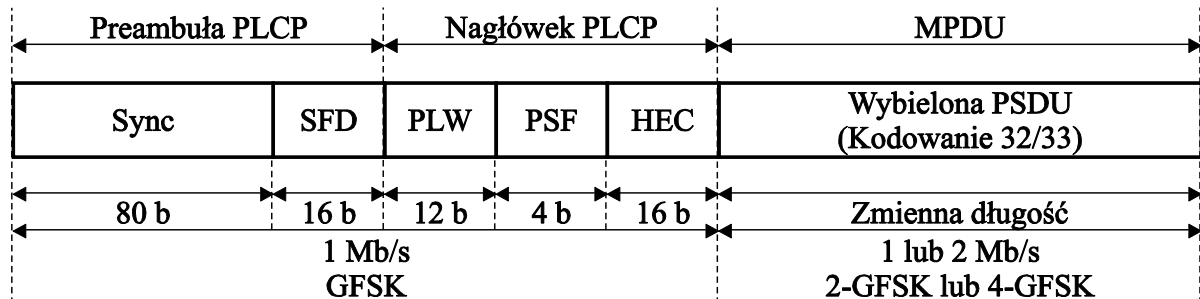 Preambuła PLCP Nagłówek PLCP MPDU
Sync SFD PLW PSF HEC Wybielona PSDU
(Kodowanie 32/33)
80 b 16 b 12 b 4 b 16 b Zmienna długość
1 Mb/s 1 lub 2 Mb/s
GFSK 2-GFSK lub 4-GFSK